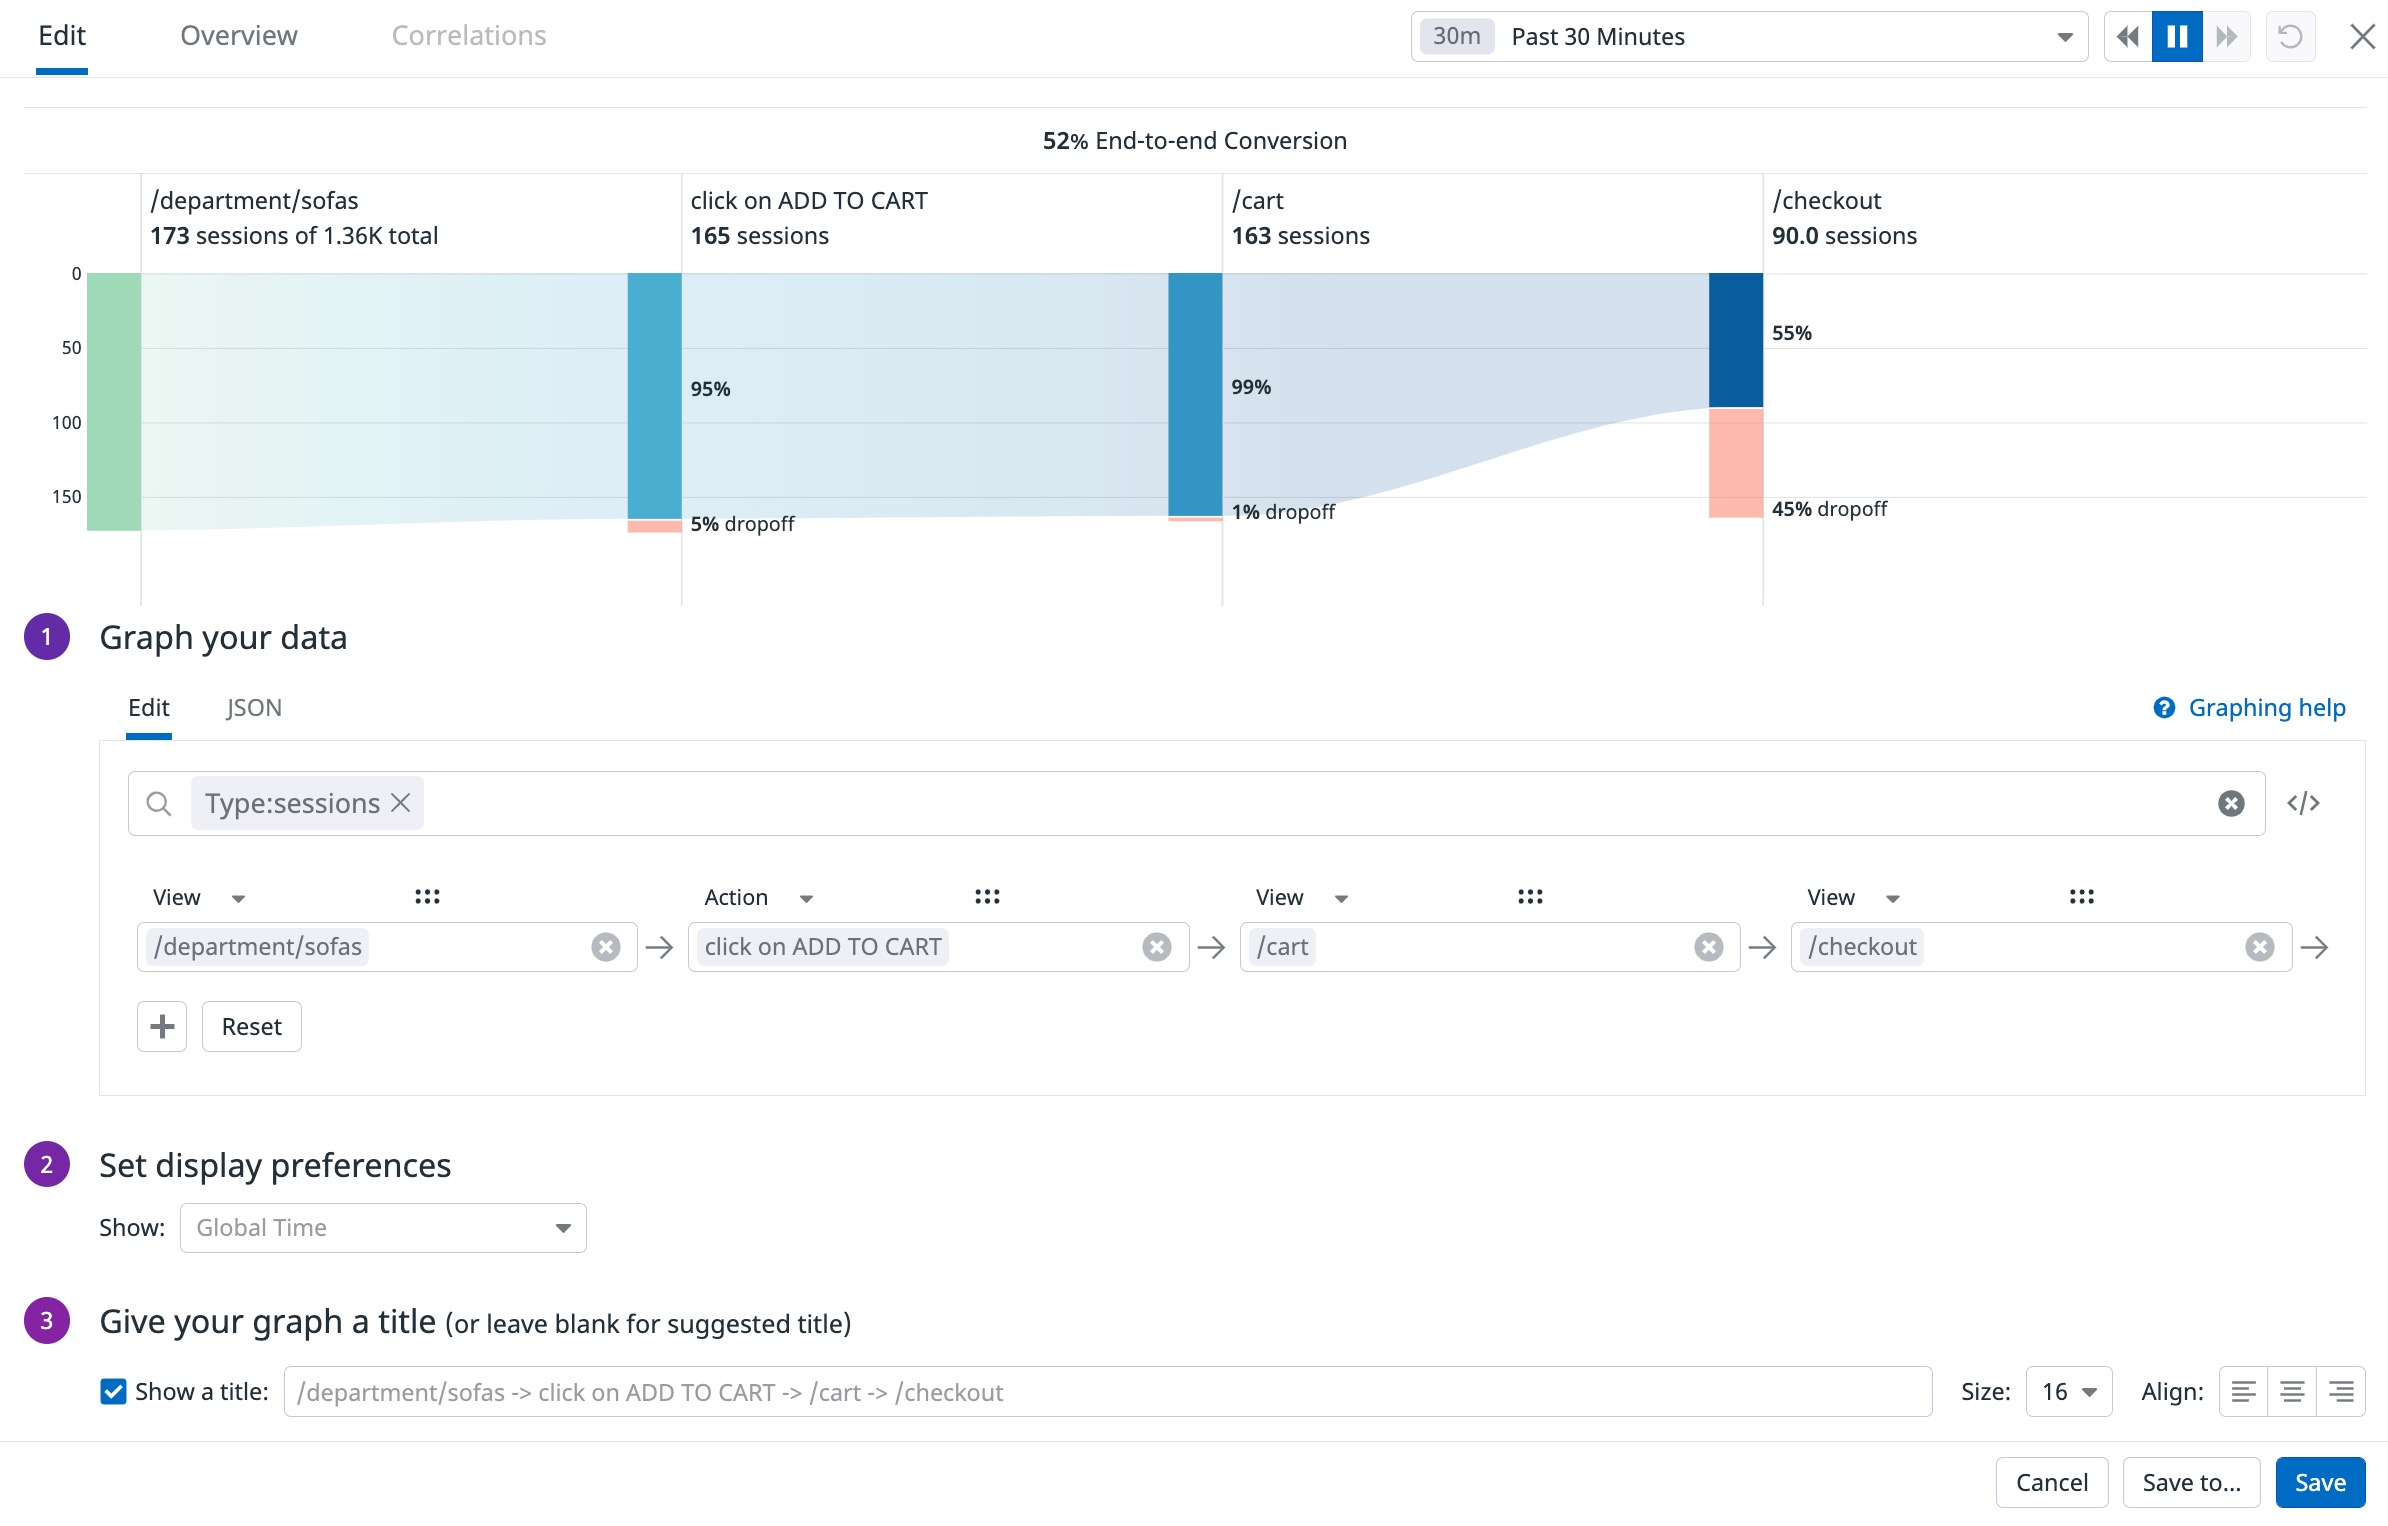 Edit Overview Correlations 30m Past 30 Minutes
52% End-to-end Conversion
/department/sofas click on ADD TO CART /cart /checkout
173 sessions of 1.36K total 165 sessions 163 sessions 90.0 sessions
0
50 55%
95% 99%
100
150 5% dropoff 1% dropoff 45% dropoff
1 Graph your data
Edit JSON ? Graphing help
Type:sessions </>
View Action View View
/department/sofas click on ADD TO CART /cart /checkout
+ Reset
2 Set display preferences
Show: Global Time
3 Give your graph a title (or leave blank for suggested title)
Show a title: /department/sofas -> click on ADD TO CART -> /cart -> /checkout Size: 16 Align:
Cancel Save to... Save